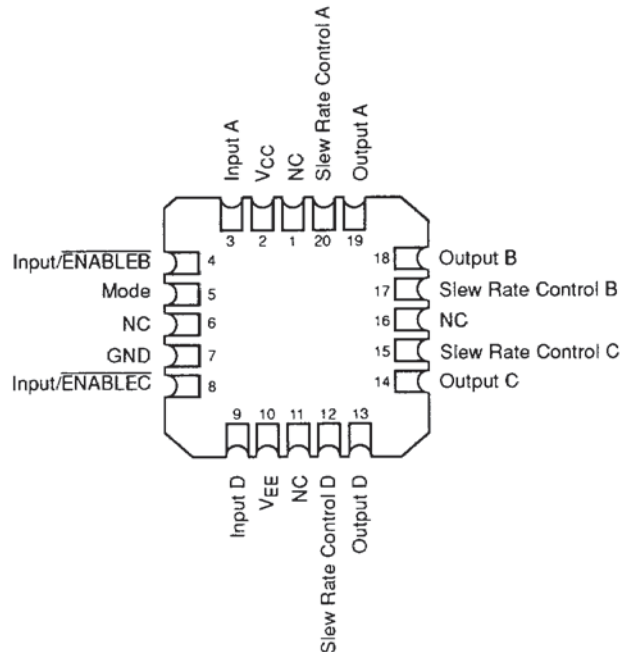 Input A
VCC
NC
Slew Rate Control A
Output A
3
2
1
20
19
Input/ENABLEB
4
Mode
5
NC
6
GND
7
Input/ENABLEC
8
18
Output B
17
Slew Rate Control B
16
NC
15
Slew Rate Control C
14
Output C
9
10
11
12
13
Input D
VEE
NC
Slew Rate Control D
Output D